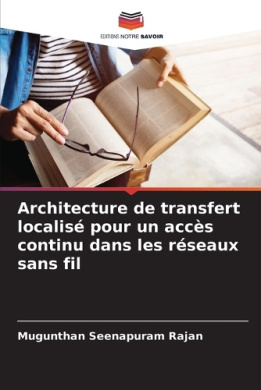 EDITIONS NOTRE SAVOIR
Architecture de transfert
localisé pour un accès
continu dans les réseaux
sans fil
Mugunthan Seenapuram Rajan